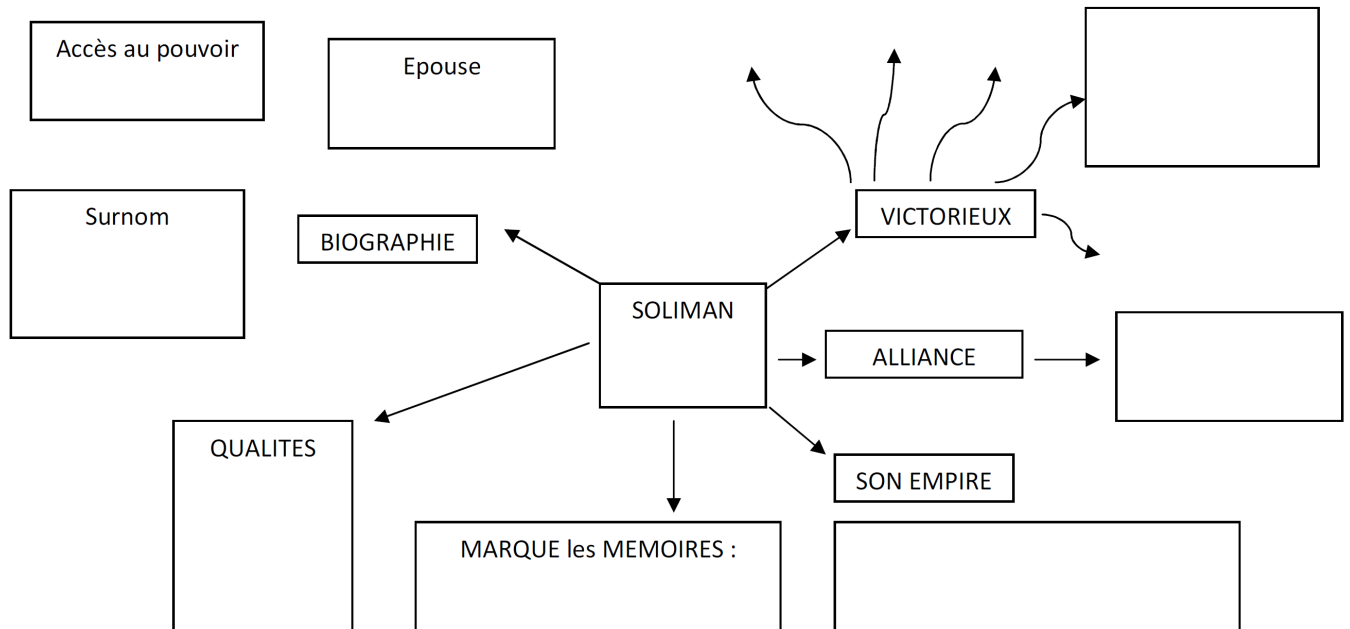 Accès au pouvoir
Epouse
Surnom
BIOGRAPHIE
VICTORIEUX
SOLIMAN
ALLIANCE
QUALITES
SON EMPIRE
MARQUE les MEMOIRES :